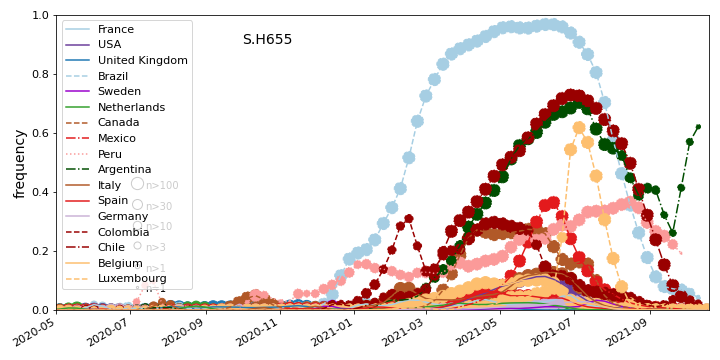 S.H655
frequency
1.0
0.8
0.6
0.4
0.2
0.0
France
USA
United Kingdom
Brazil
Sweden
Netherlands
Canada
Mexico
Peru
Argentina
Italy
Spain
Germany
Colombia
Chile
Belgium
Luxembourg
n>100
n>30
n>10
n>3
n>1
n=1
2020-05
2020-07
2020-09
2020-11
2021-01
2021-03
2021-05
2021-07
2021-09